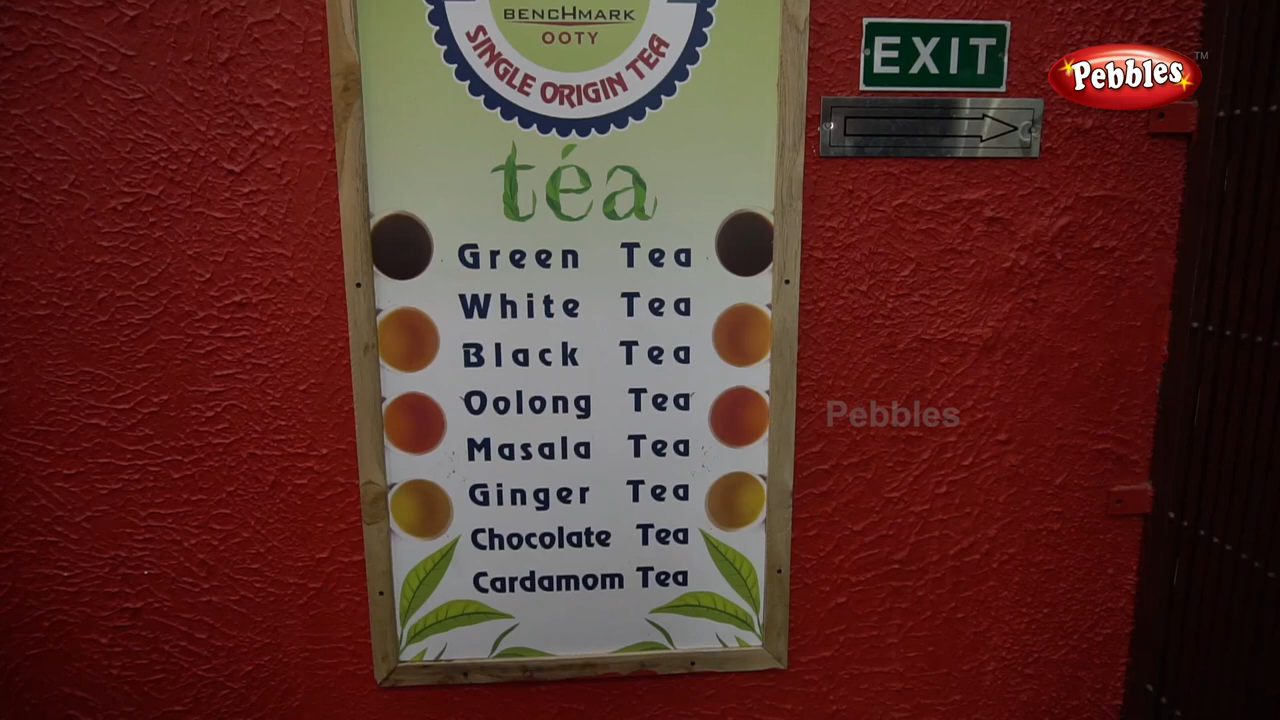 BENCHMARK
OOTY
SINGLE ORIGIN TEA
EXIT
Pebbles
TM
téa
Green Tea
White Tea
Black Tea
Oolong Tea
Masala Tea
Ginger Tea
Chocolate Tea
Cardamom Tea
Pebbles